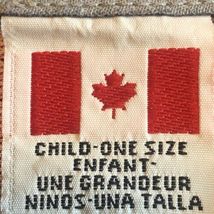 CHILD-ONE SIZE
ENFANT-
UNE GRANDEUR
NINOS-UNA TALLA